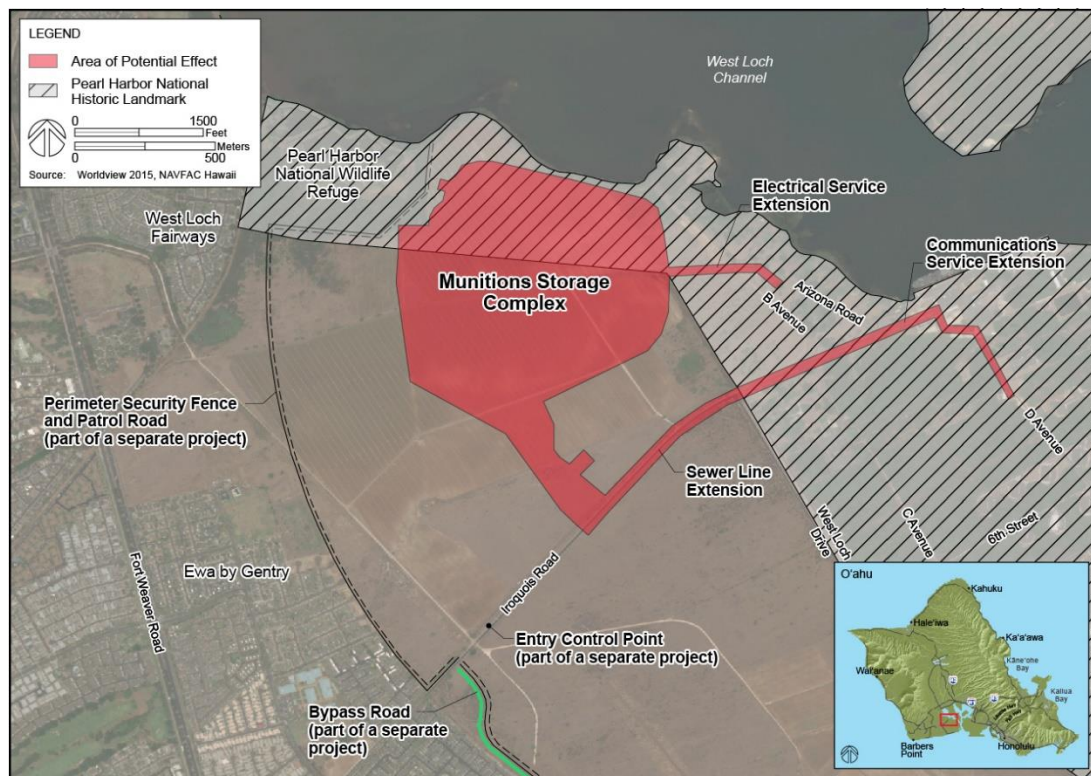 LEGEND
Area of Potential Effect
Pearl Harbor National
Historic Landmark
0 1500
Feet
Meters
0 500
Source: Worldview 2015, NAVFAC Hawaii
West Loch
Channel
Pearl Harbor
National Wildlife
Refuge
West Loch
Fairways
Electrical Service
Extension
Communications
Service Extension
Munitions Storage
Complex
Arizona Road
B Avenue
D Avenue
Perimeter Security Fence
and Patrol Road
(part of a separate project)
Sewer Line
Extension
West Loch
Drive
C Avenue
6th Street
Fort Weaver Road
Ewa by Gentry
Iroquois Road
Entry Control Point
(part of a separate project)
Bypass Road
(part of a separate
project)
O'ahu
Kahuku
Hale'iwa
Ka'a'awa
Wai'anae
Kāne'ohe
Bay
Kailua
Bay
Barbers
Point
Honolulu